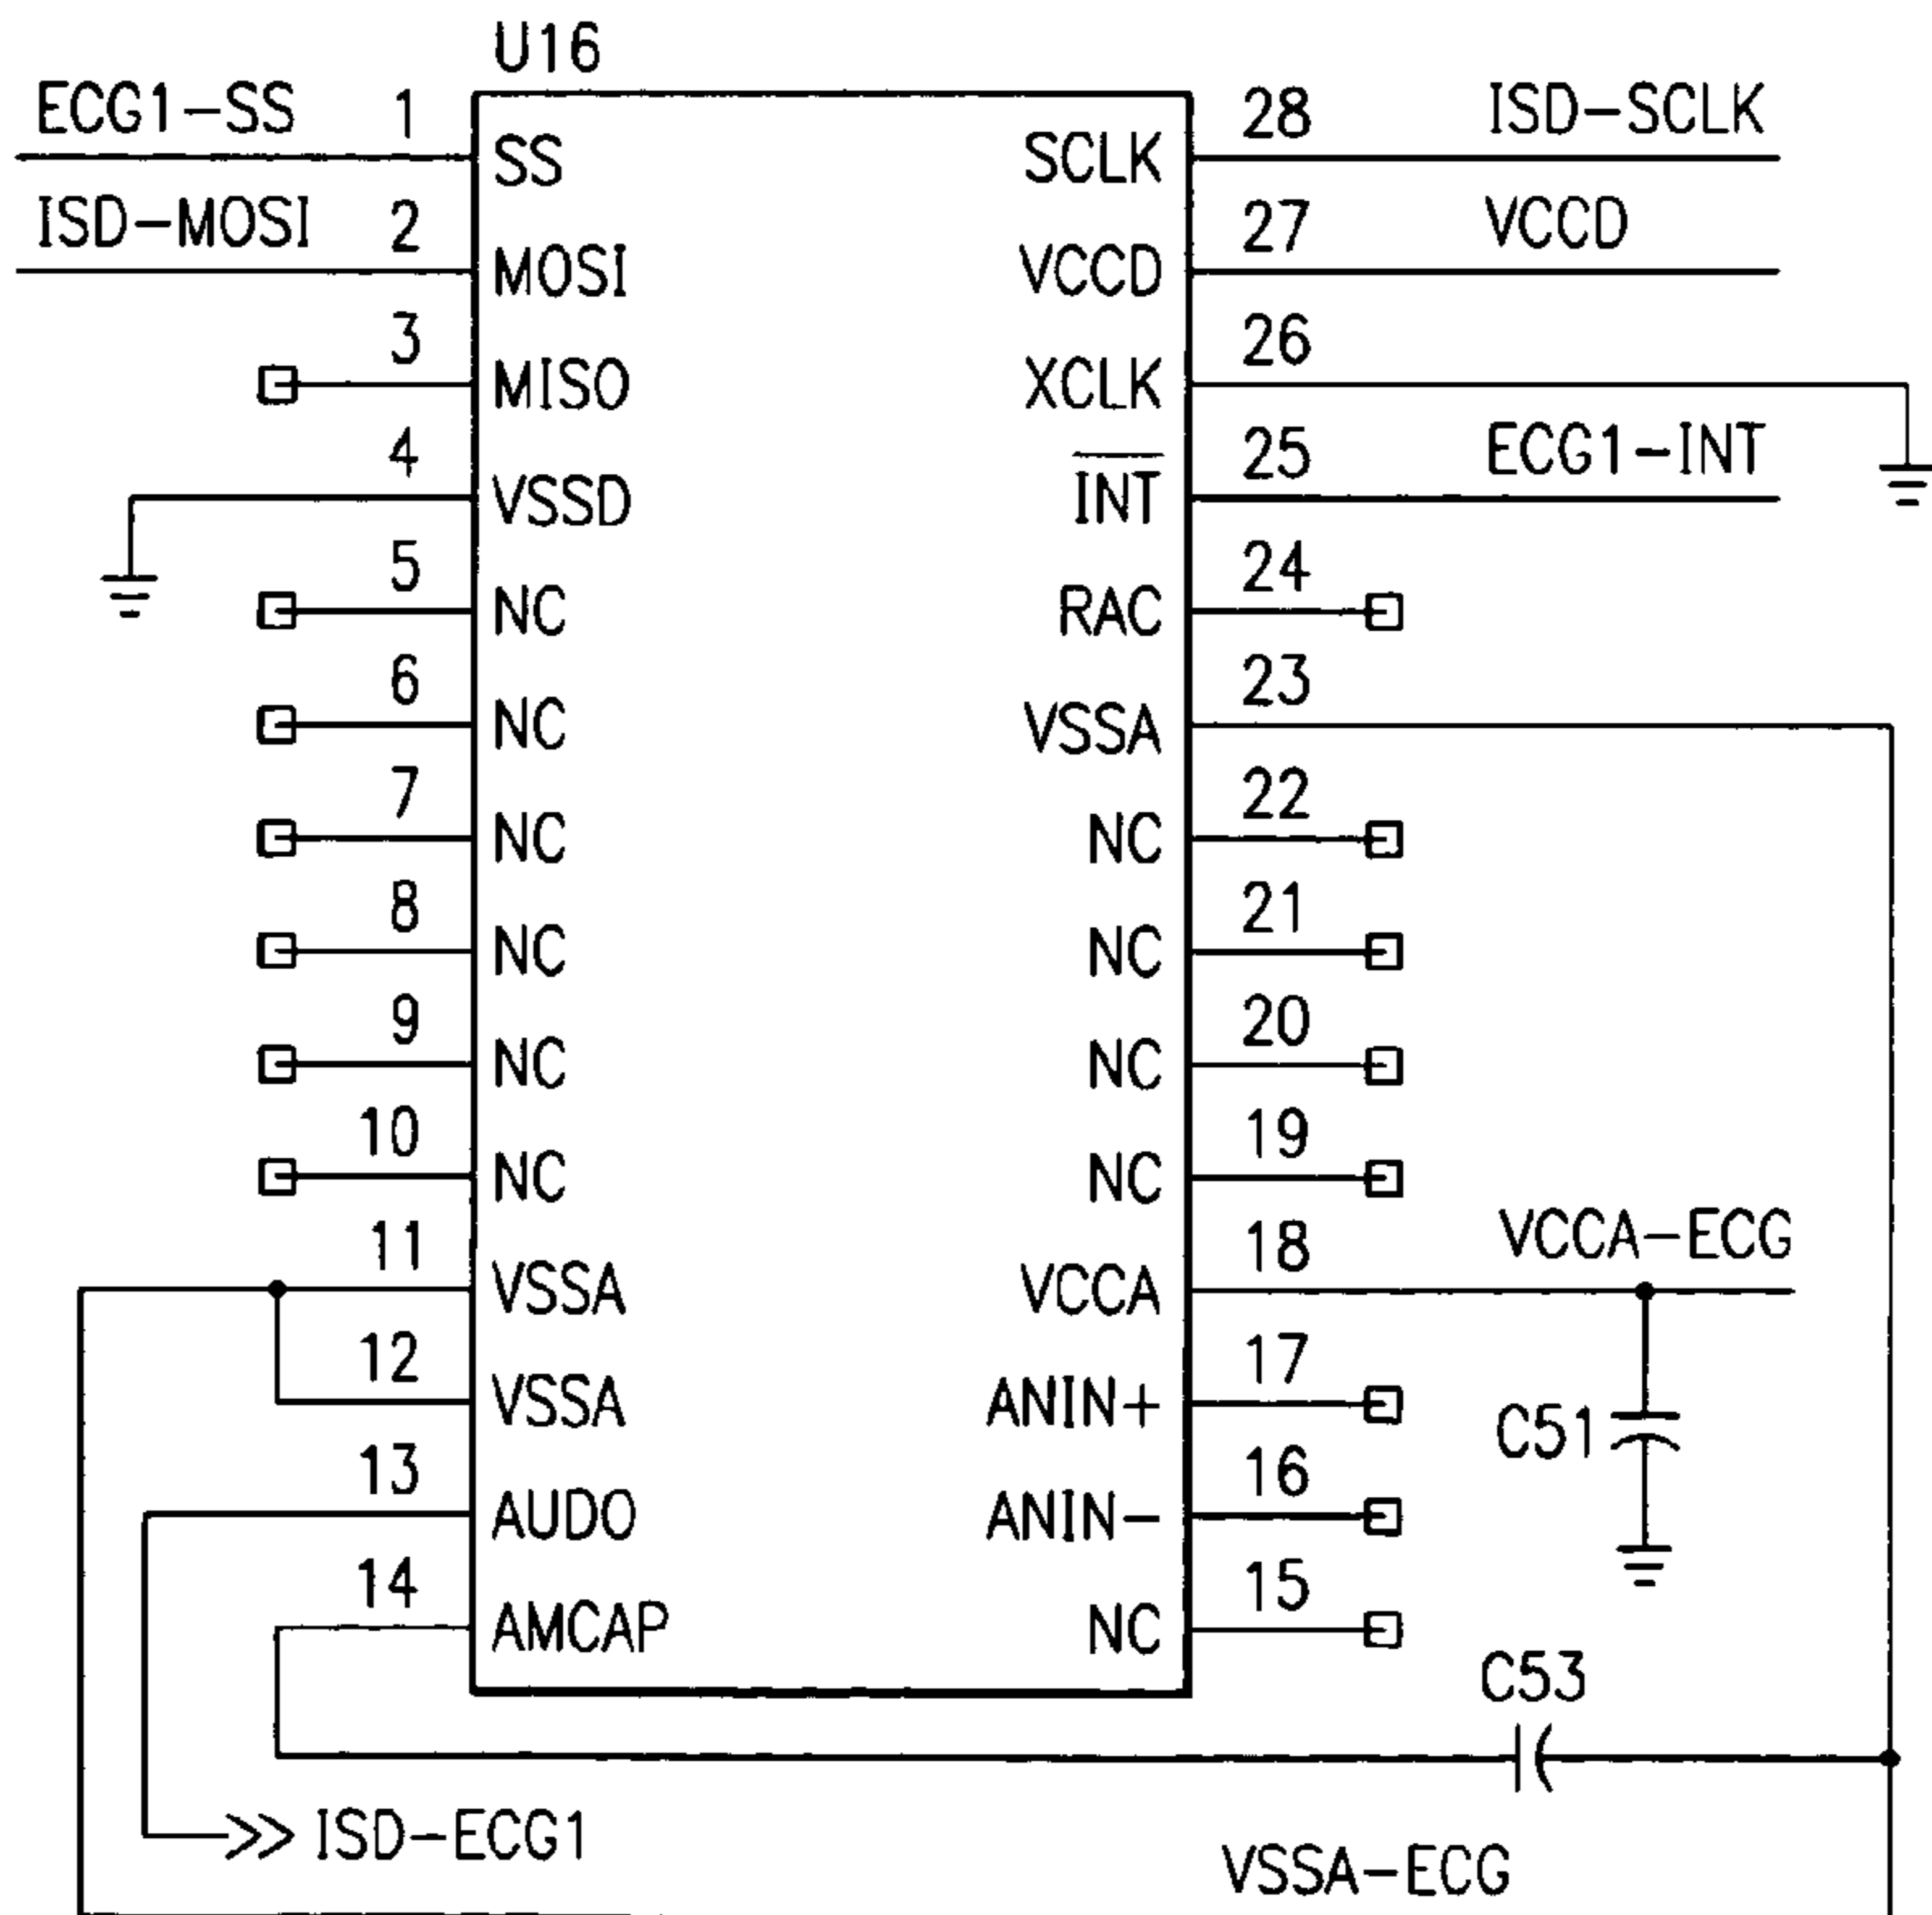 U16
ECG1-SS 1 SS SCLK 28 ISD-SCLK
ISD-MOSI 2 MOSI VCCD 27 VCCD
3 MISO XCLK 26
4 VSSD INT 25 ECG1-INT
5 NC RAC 24
6 NC VSSA 23
7 NC NC 22
8 NC NC 21
9 NC NC 20
10 NC NC 19
11 VSSA VCCA 18 VCCA-ECG
12 VSSA ANIN+ 17
C51
13 AUDO ANIN- 16
14 AMCAP NC 15
C53
ISD-ECG1
VSSA-ECG